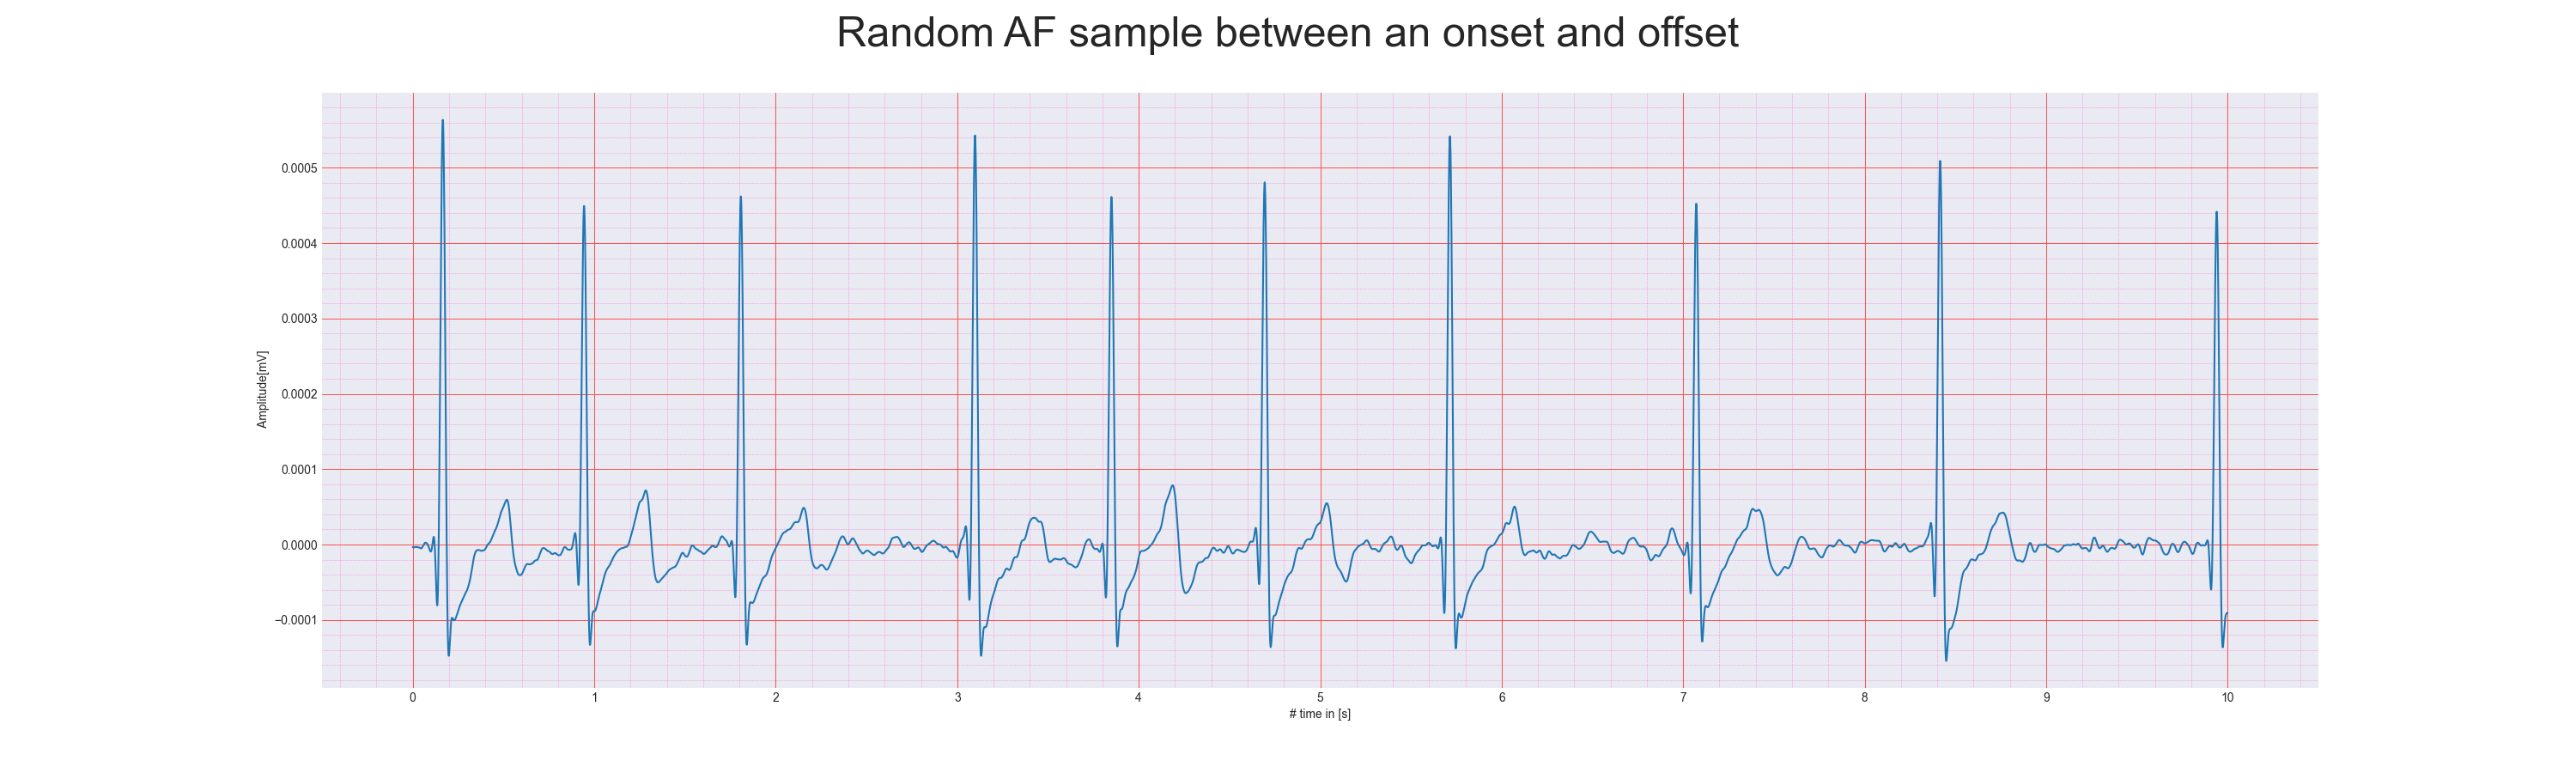 Random AF sample between an onset and offset
0.0005
0.0004
0.0003
0.0002
0.0001
0.0000
−0.0001
Amplitude[mV]
0 1 2 3 4 5 6 7 8 9 10
# time in [s]